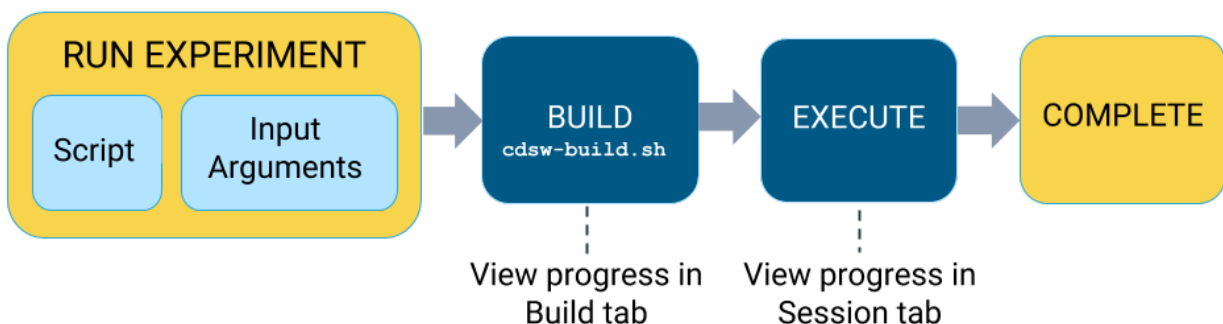 RUN EXPERIMENT
Script
Input
Arguments
BUILD
cdsw-build.sh
EXECUTE
COMPLETE
View progress in
Build tab
View progress in
Session tab